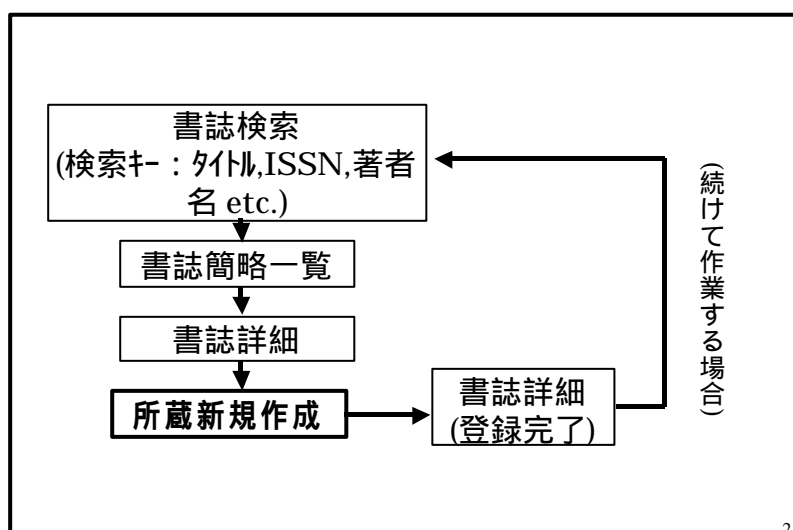 書誌検索
(検索ｷｰ：ﾀｲﾄﾙ,ISSN,著者
名 etc.)
書誌簡略一覧
書誌詳細
所蔵新規作成
書誌詳細
(登録完了)
(続けて作業する場合)
2